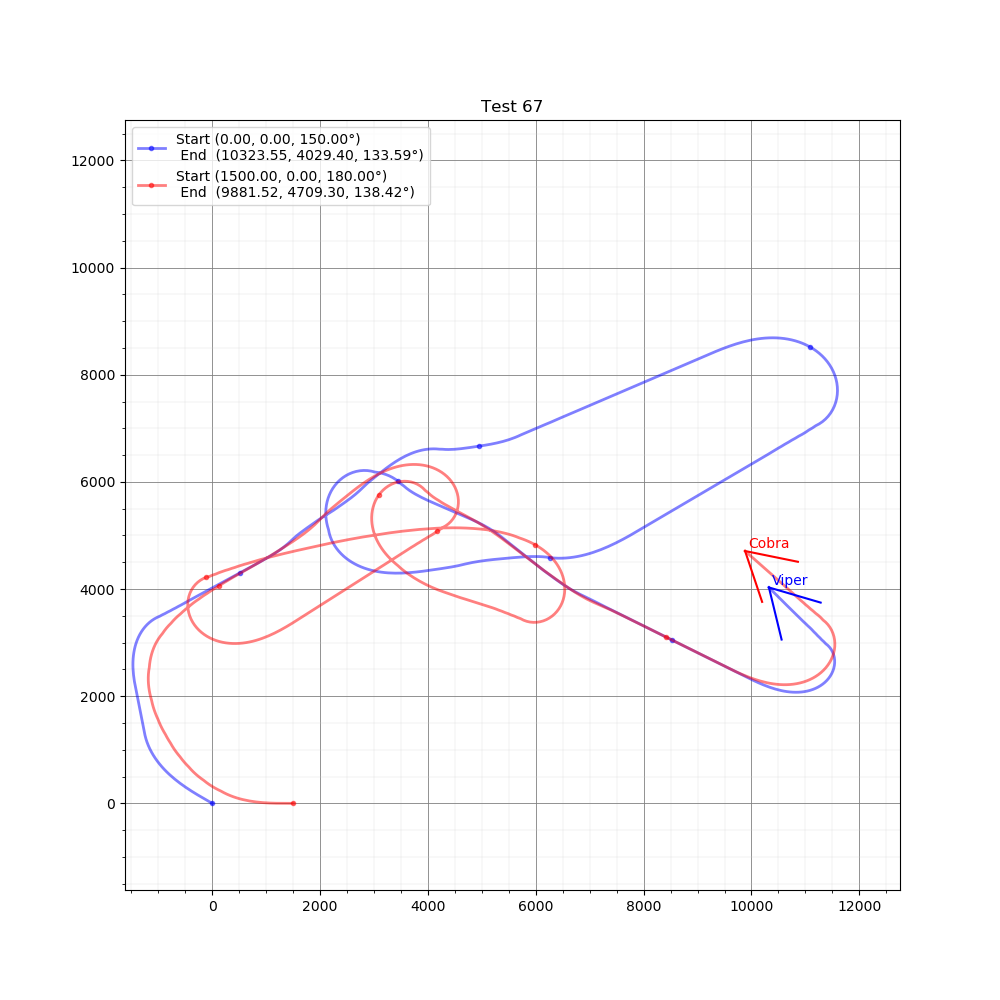 Test 67
Start (0.00, 0.00, 150.00°)
End (10323.55, 4029.40, 133.59°)
Start (1500.00, 0.00, 180.00°)
End (9881.52, 4709.30, 138.42°)
12000
10000
8000
6000
4000
2000
0
Cobra
Viper
0 2000 4000 6000 8000 10000 12000